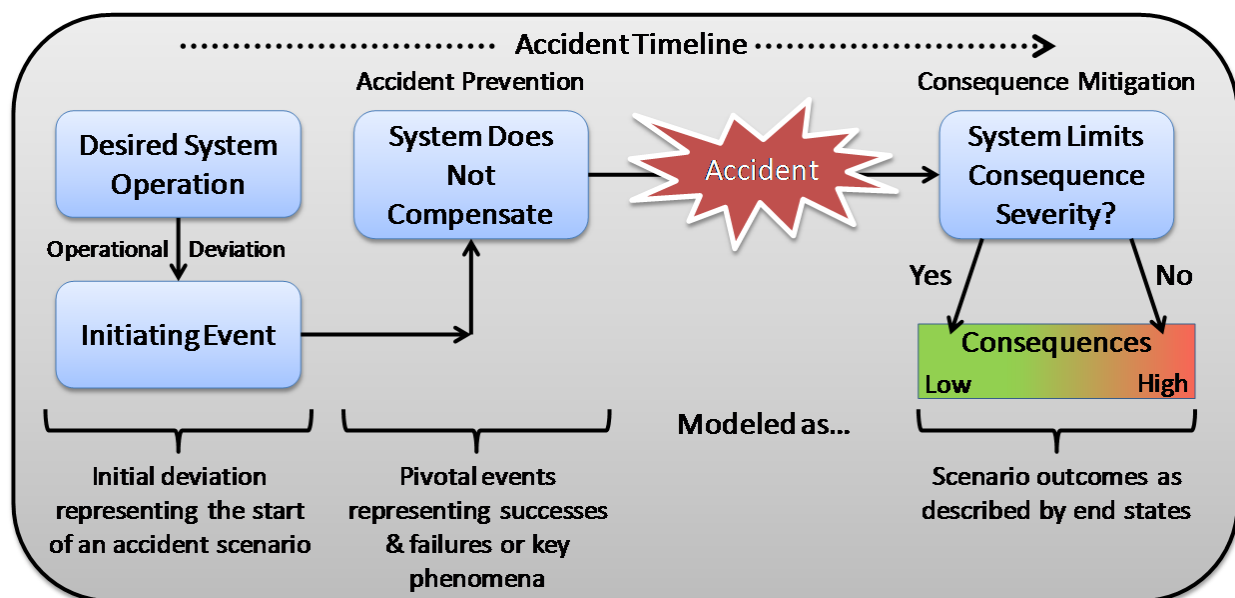 Accident Timeline
Accident Prevention
Consequence Mitigation
Desired System
Operation
System Does
Not
Compensate
Accident
System Limits
Consequence
Severity?
Operational Deviation
Yes
No
Initiating Event
Consequences
Low
High
Modeled as...
Initial deviation
representing the start
of an accident scenario
Pivotal events
representing successes
& failures or key
phenomena
Scenario outcomes as
described by end states